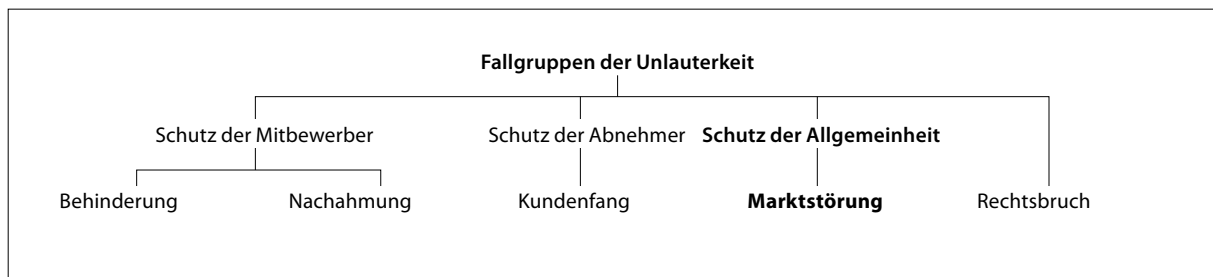 Fallgruppen der Unlauterkeit
Schutz der Mitbewerber Schutz der Abnehmer Schutz der Allgemeinheit
Behinderung Nachahmung Kundenfang Marktstörung Rechtsbruch